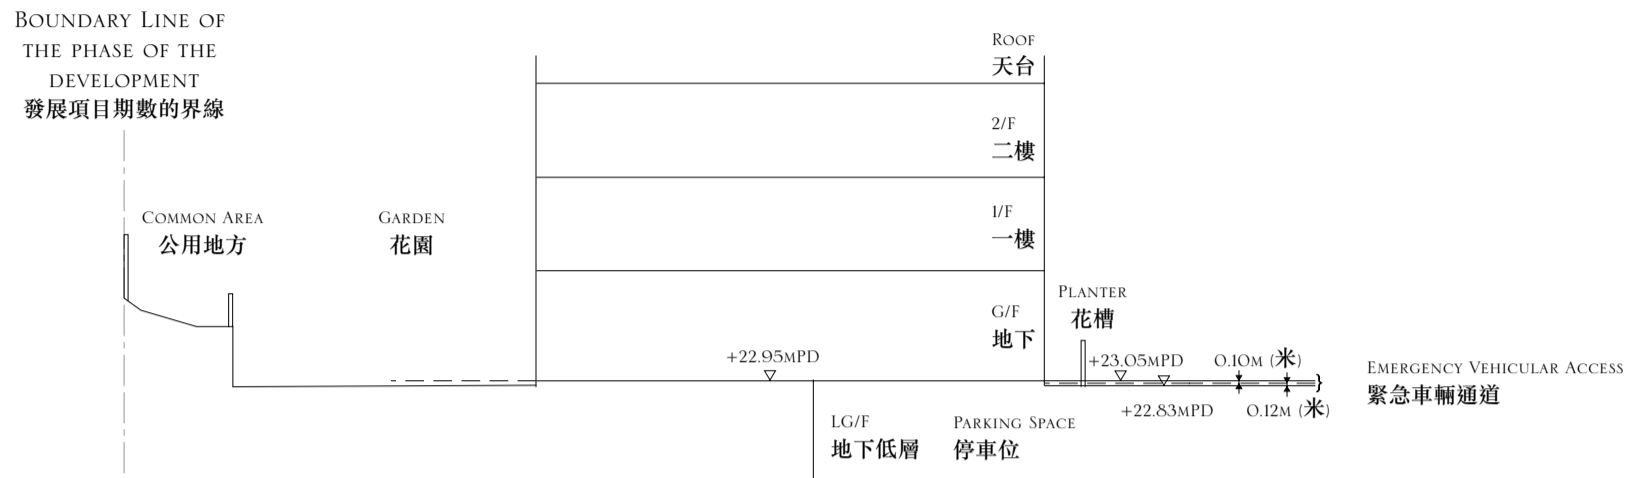 BOUNDARY LINE OF
THE PHASE OF THE
DEVELOPMENT
發展項目期數的界線
ROOF
天台
2/F
二樓
COMMON AREA
公用地方
GARDEN
花園
1/F
一樓
PLANTER
花槽
G/F
地下
+22.95MPD
+23.05MPD
0.10M (米)
EMERGENCY VEHICULAR ACCESS
緊急車輛通道
+22.83MPD
0.12M (米)
LG/F
地下低層
PARKING SPACE
停車位